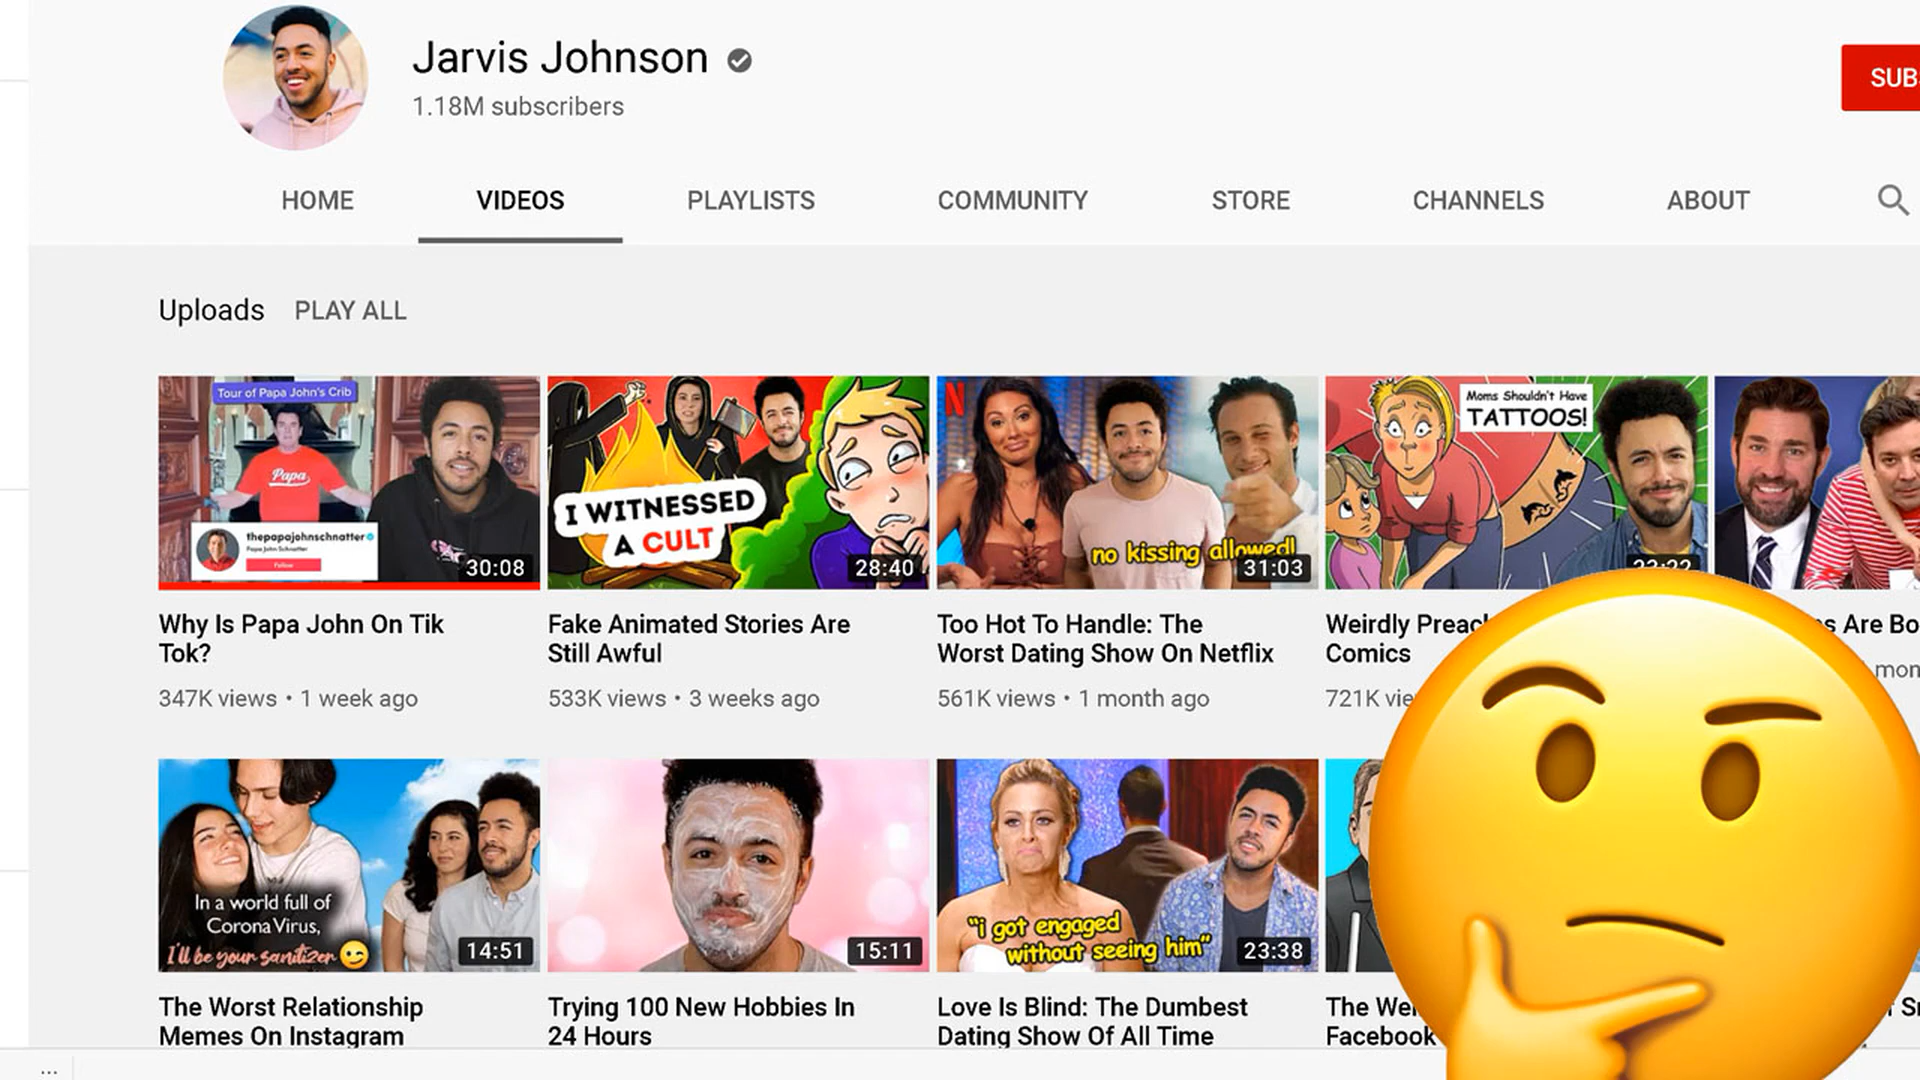 Jarvis Johnson
1.18M subscribers
SUB
HOME
VIDEOS
PLAYLISTS
COMMUNITY
STORE
CHANNELS
ABOUT
Uploads
PLAY ALL
Tour of Papa John's Crib
Papa
thepapajohnschnatter
Papa John Schnatter
Follow
30:08
Why Is Papa John On Tik
Tok?
347K views • 1 week ago
I WITNESSED
A CULT
28:40
Fake Animated Stories Are
Still Awful
533K views • 3 weeks ago
N
no kissing allowed!
31:03
Too Hot To Handle: The
Worst Dating Show On Netflix
561K views • 1 month ago
Moms Shouldn't Have
TATTOOS!
Weirdly
Comics
721K
Are Bo
mon
In a world full of
Corona Virus,
I'll be your sanitizer
14:51
The Worst Relationship
Memes On Instagram
15:11
Trying 100 New Hobbies In
24 Hours
"i got engaged
without seeing him"
23:38
Love Is Blind: The Dumbest
Dating Show Of All Time
The
Facebook
...